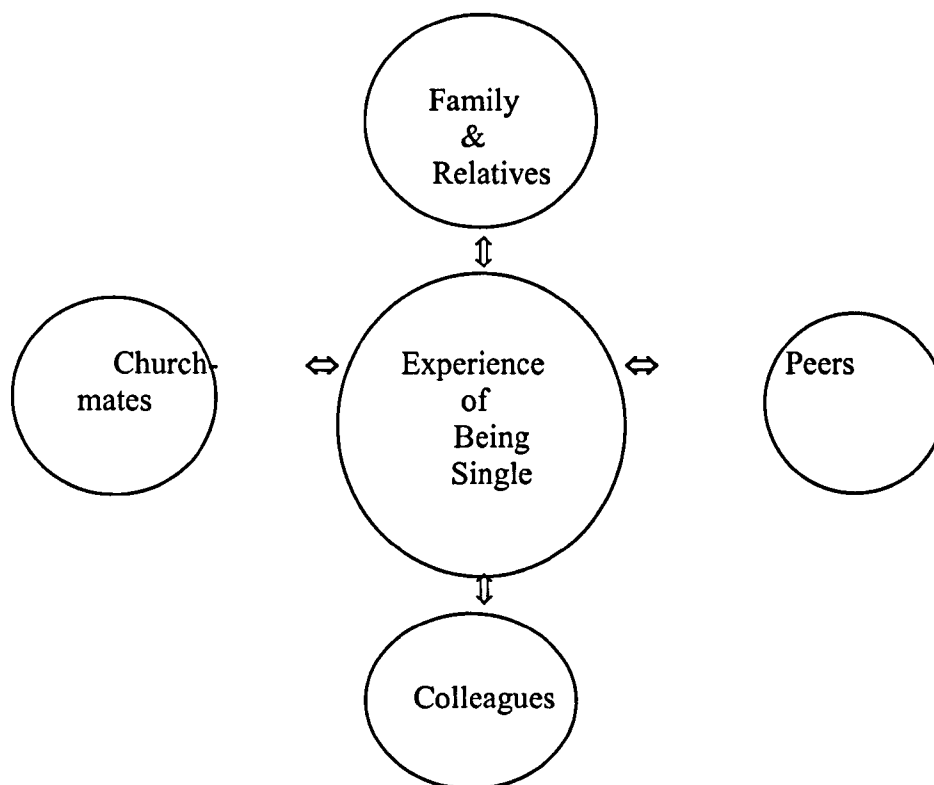 Family
&
Relatives
Church-
mates
Experience
of
Being
Single
Peers
Colleagues